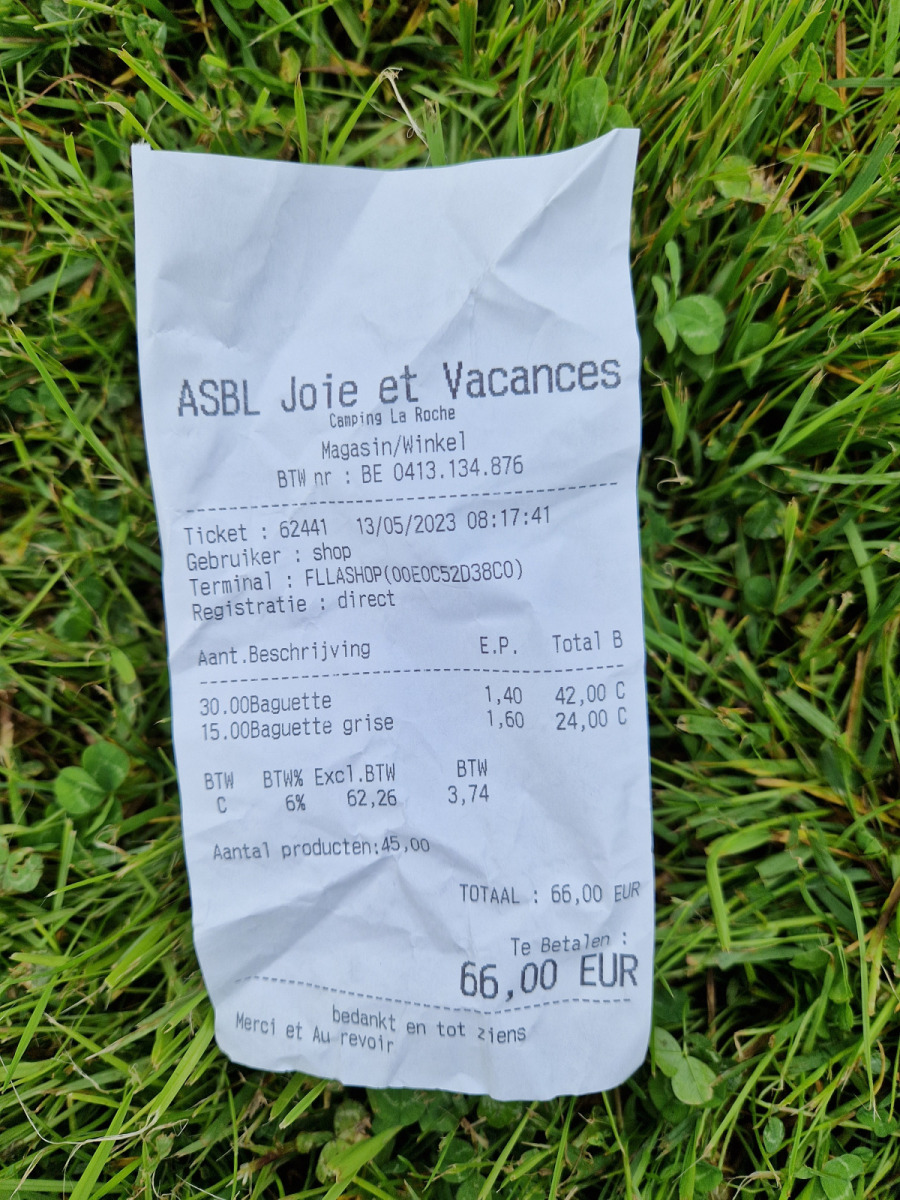 ASBL Joie et Vacances
Camping La Roche
Magasin/Winkel
BTW nr : BE 0413.134.876
Ticket : 62441 13/05/2023 08:17:41
Gebruiker : shop
Terminal : FLLASHOP(00E0C52D38C0)
Registratie : direct
Aant.Beschrijving E.P. Total B
30.00Baguette 1,40 42,00 C
15.00Baguette grise 1,60 24,00 C
BTW BTW% Excl.BTW BTW
C 6% 62,26 3,74
Aantal producten:45,00
TOTAAL : 66,00 EUR
Te Betalen :
66,00 EUR
bedankt en tot ziens
Merci et Au revoir